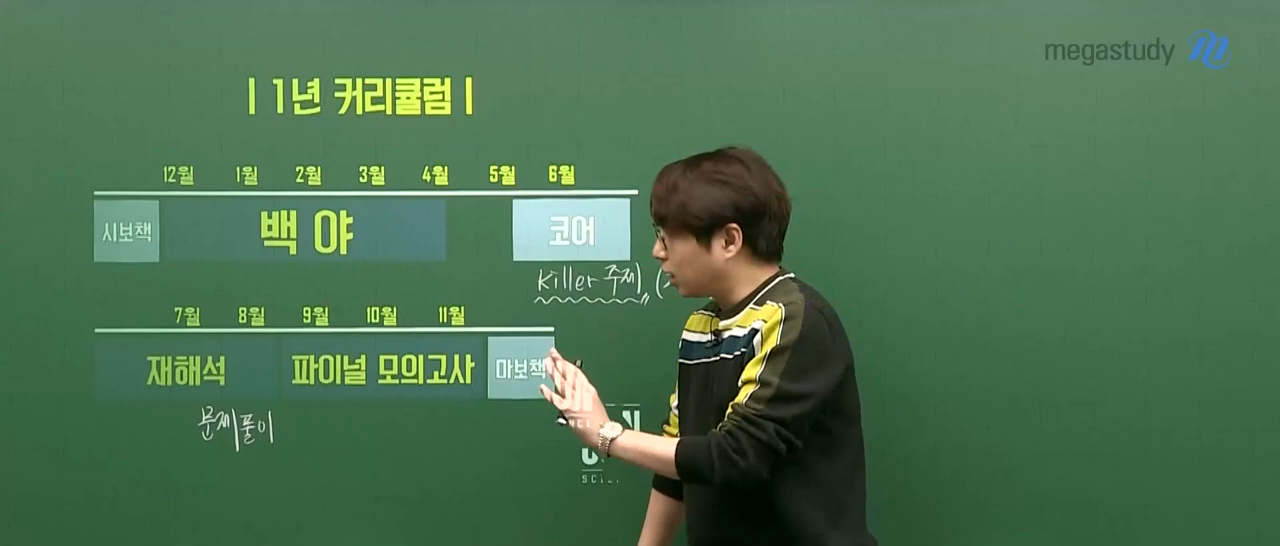 megastudy
| 1년 커리큘럼 |
12월 1월 2월 3월 4월 5월 6월
시보책 백야 코어
Killer 주제,
7월 8월 9월 10월 11월
재해석 파이널 모의고사 마보책
문제풀이